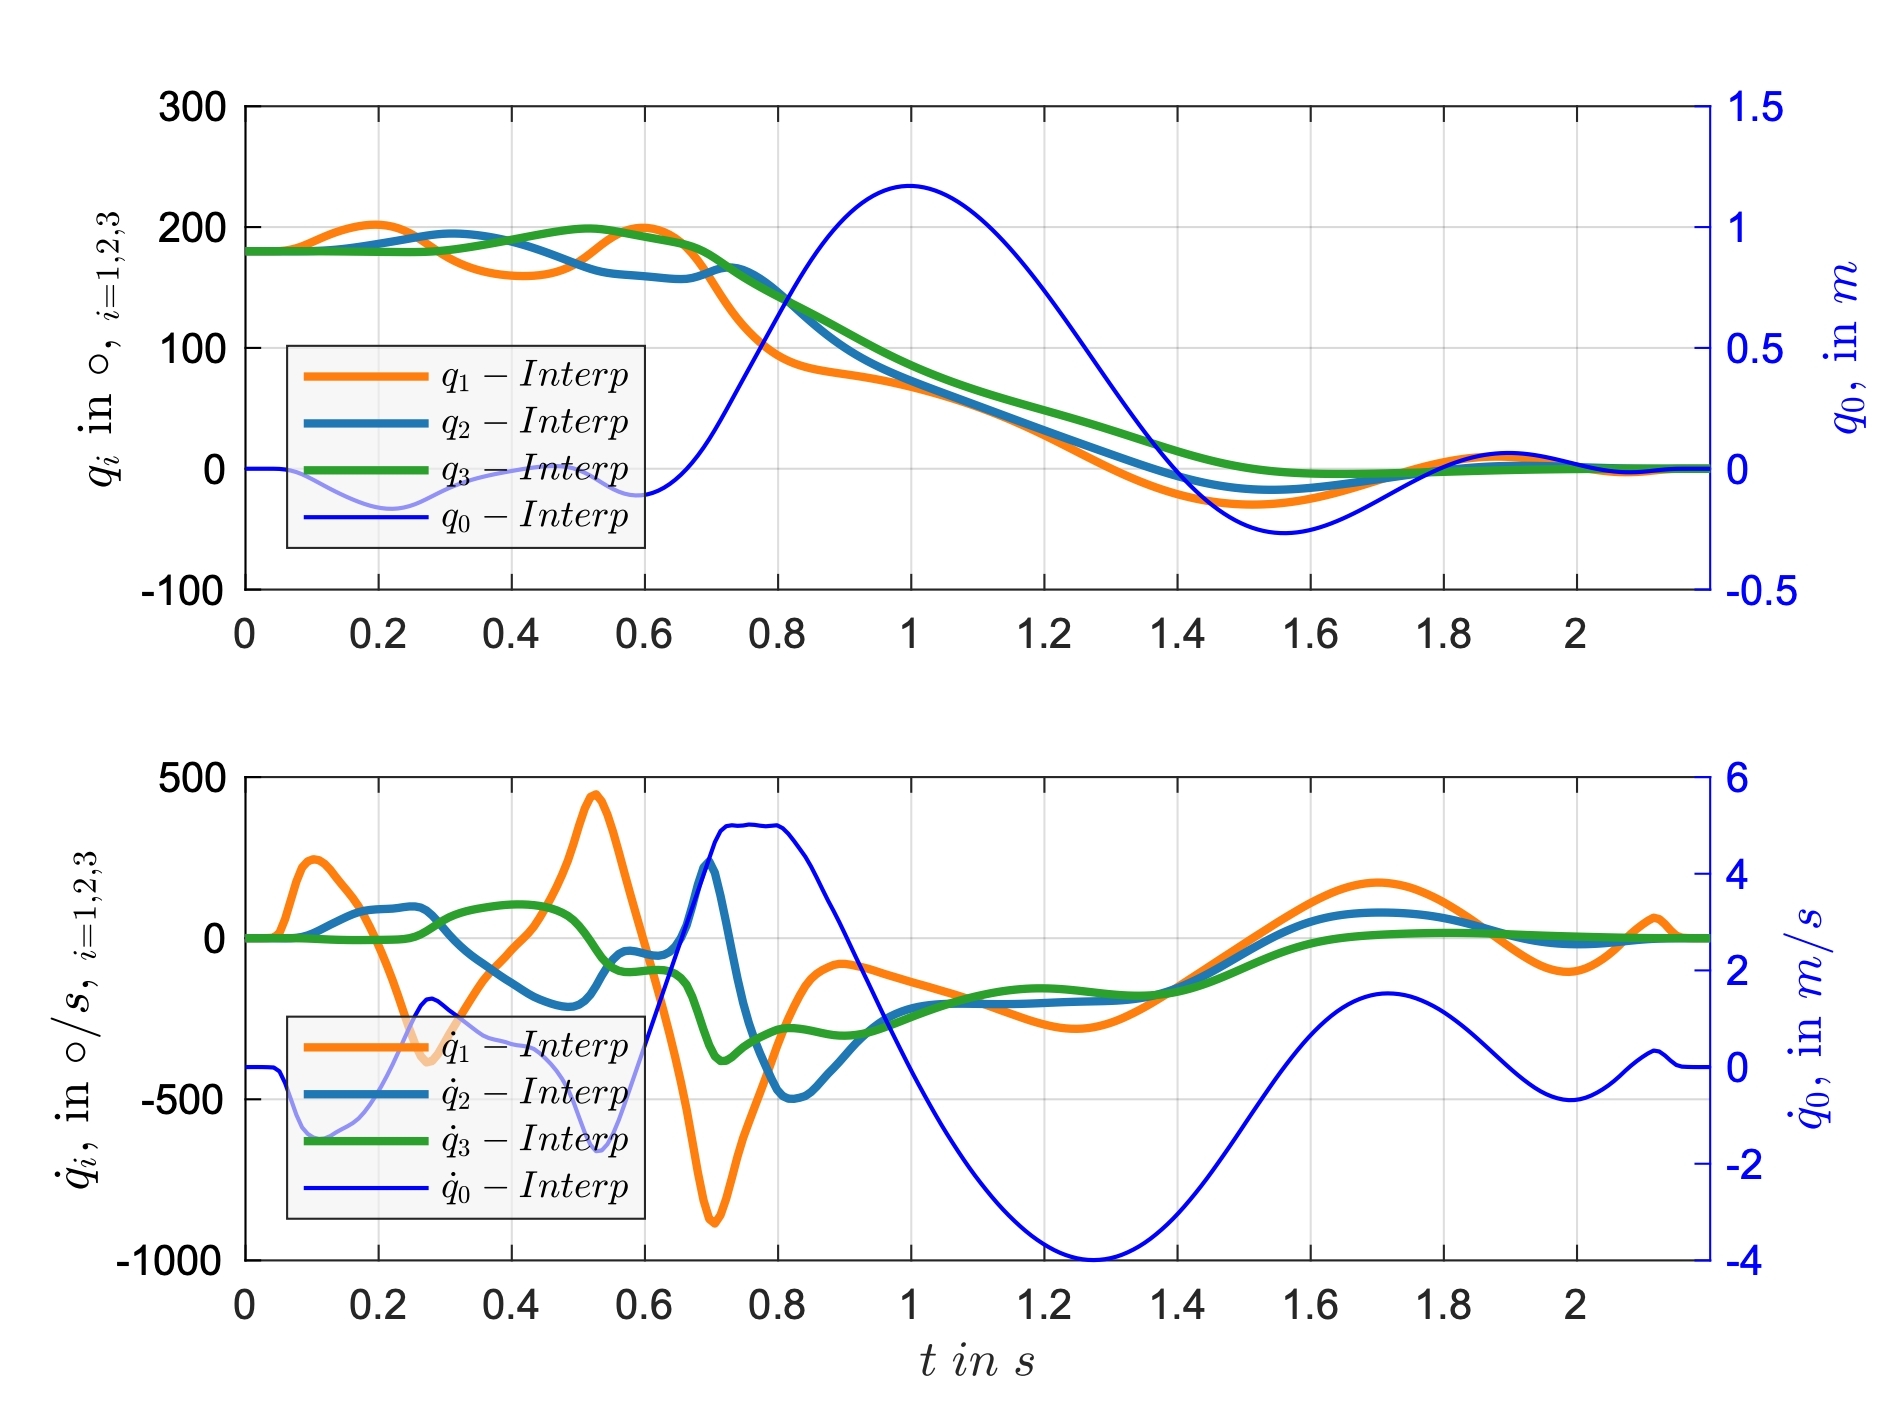 300
200
100
0
-100
q_i in ∘, i=1,2,3
1.5
1
0.5
0
-0.5
q_0, in m
q_1 − Interp
q_2 − Interp
q_3 − Interp
q_0 − Interp
0 0.2 0.4 0.6 0.8 1 1.2 1.4 1.6 1.8 2
500
0
-500
-1000
q̇_i, in ∘/s, i=1,2,3
6
4
2
0
-2
-4
q̇_0, in m/s
q̇_1 − Interp
q̇_2 − Interp
q̇_3 − Interp
q̇_0 − Interp
0 0.2 0.4 0.6 0.8 1 1.2 1.4 1.6 1.8 2
t in s